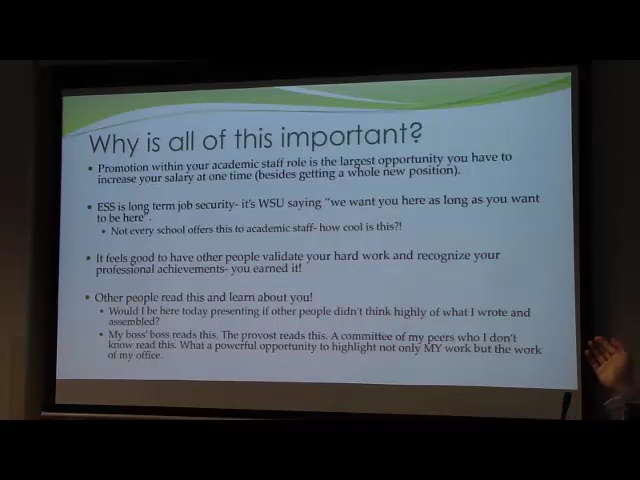 Why is all of this important?
• Promotion within your academic staff role is the largest opportunity you have to
increase your salary at one time (besides getting a whole new position).
• ESS is long term job security- it's WSU saying "we want you here as long as you want
to be here".
• Not every school offers this to academic staff- how cool is this?!
• It feels good to have other people validate your hard work and recognize your
professional achievements- you earned it!
• Other people read this and learn about you!
• Would I be here today presenting if other people didn't think highly of what I wrote and
assembled?
• My boss' boss reads this. The provost reads this. A committee of my peers who I don't
know read this. What a powerful opportunity to highlight not only MY work but the work
of my office.